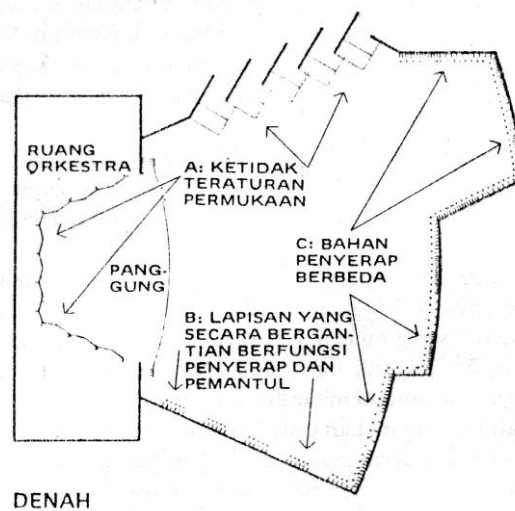 RUANG
ORKESTRA
A: KETIDAK
TERATURAN
PERMUKAAN
PANG-
GUNG
C: BAHAN
PENYERAP
BERBEDA
B: LAPISAN YANG
SECARA BERGAN-
TIAN BERFUNGSI
PENYERAP DAN
PEMANTUL
DENAH